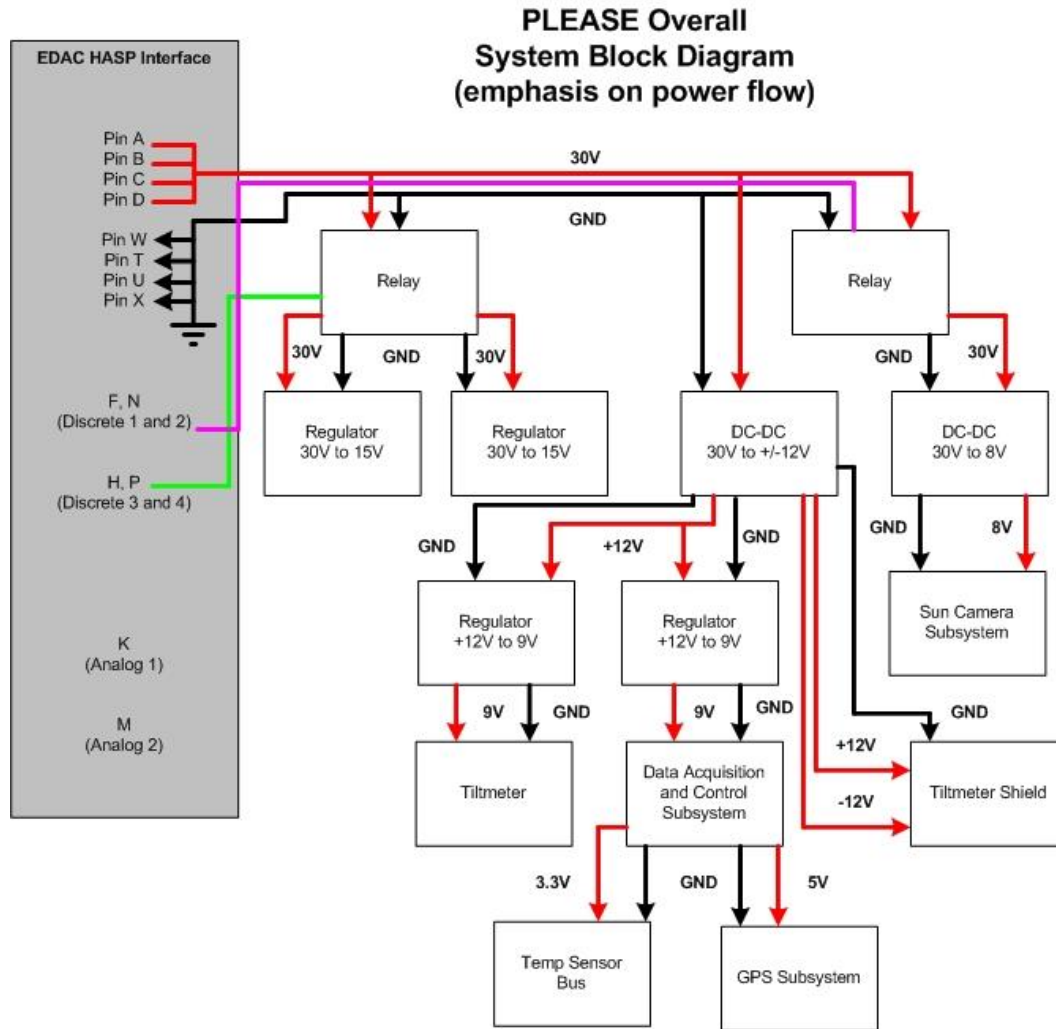 PLEASE Overall
System Block Diagram
(emphasis on power flow)
EDAC HASP Interface
Pin A
Pin B
Pin C
Pin D
Pin W
Pin T
Pin U
Pin X
F, N
(Discrete 1 and 2)
H, P
(Discrete 3 and 4)
K
(Analog 1)
M
(Analog 2)
30V
GND
Relay
Relay
30V
GND
30V
GND
30V
Regulator
30V to 15V
Regulator
30V to 15V
DC-DC
30V to +/-12V
DC-DC
30V to 8V
GND
+12V
GND
GND
8V
Regulator
+12V to 9V
Regulator
+12V to 9V
Sun Camera
Subsystem
9V
GND
9V
GND
GND
+12V
-12V
Tiltmeter
Data Acquisition
and Control
Subsystem
Tiltmeter Shield
3.3V
GND
5V
Temp Sensor
Bus
GPS Subsystem